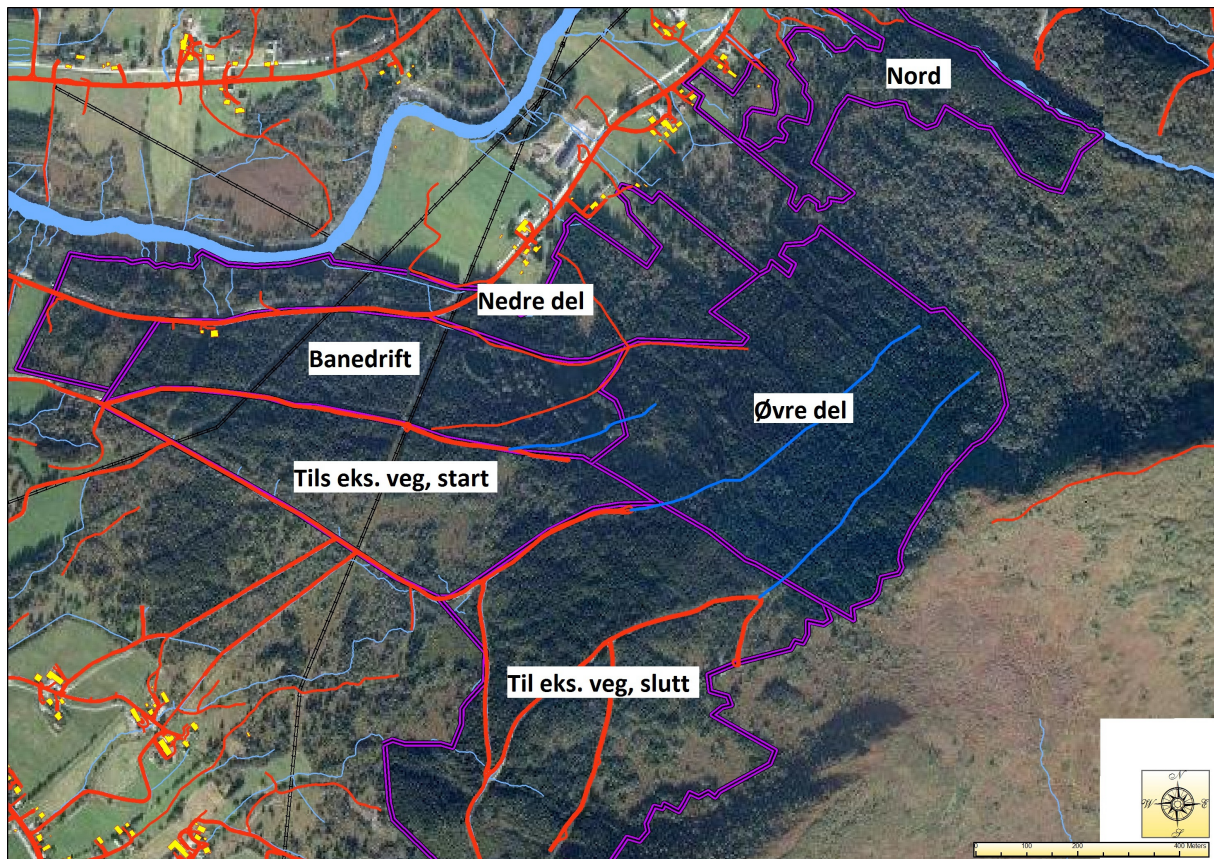 Nord
Nedre del
Banedrift
Øvre del
Tils eks. veg, start
Til eks. veg, slutt
N
W E
S
0 100 200 400 Meters